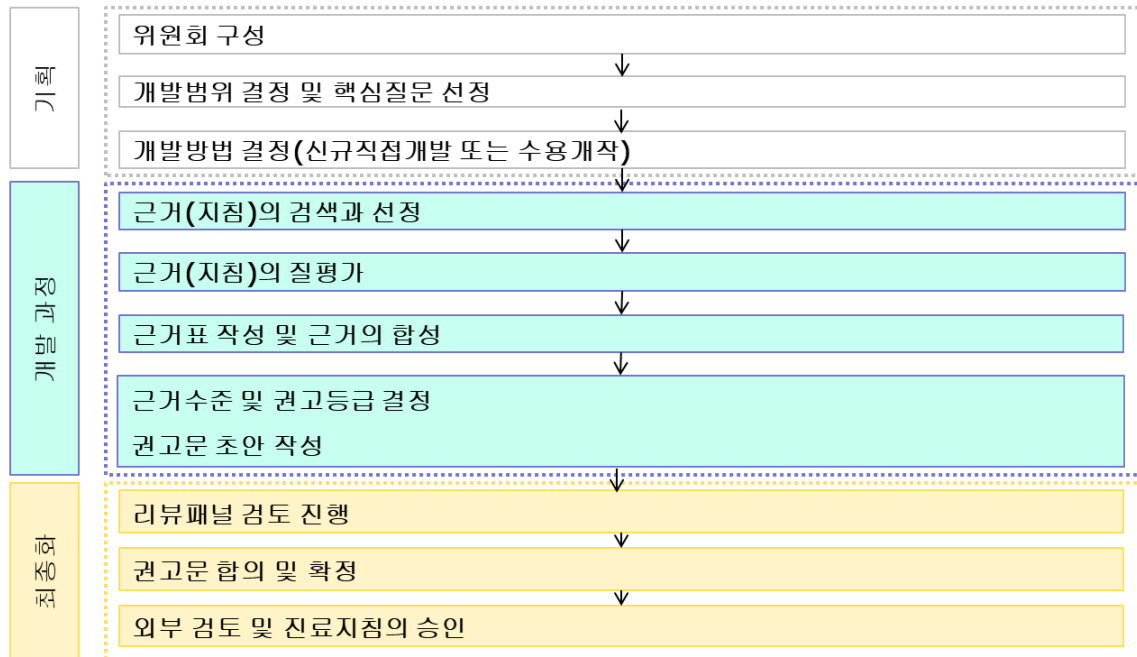 기획
위원회 구성
개발범위 결정 및 핵심질문 선정
개발방법 결정(신규직접개발 또는 수용개작)
개발 과정
근거(지침)의 검색과 선정
근거(지침)의 질평가
근거표 작성 및 근거의 합성
근거수준 및 권고등급 결정
권고문 초안 작성
최종화
리뷰패널 검토 진행
권고문 합의 및 확정
외부 검토 및 진료지침의 승인